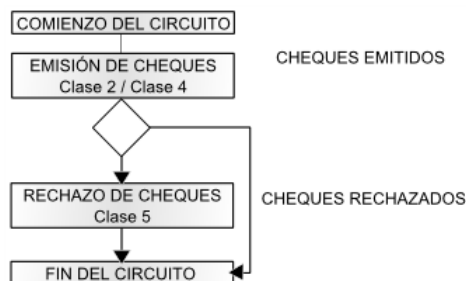 COMIENZO DEL CIRCUITO
EMISIÓN DE CHEQUES
Clase 2 / Clase 4
CHEQUES EMITIDOS
RECHAZO DE CHEQUES
Clase 5
CHEQUES RECHAZADOS
FIN DEL CIRCUITO